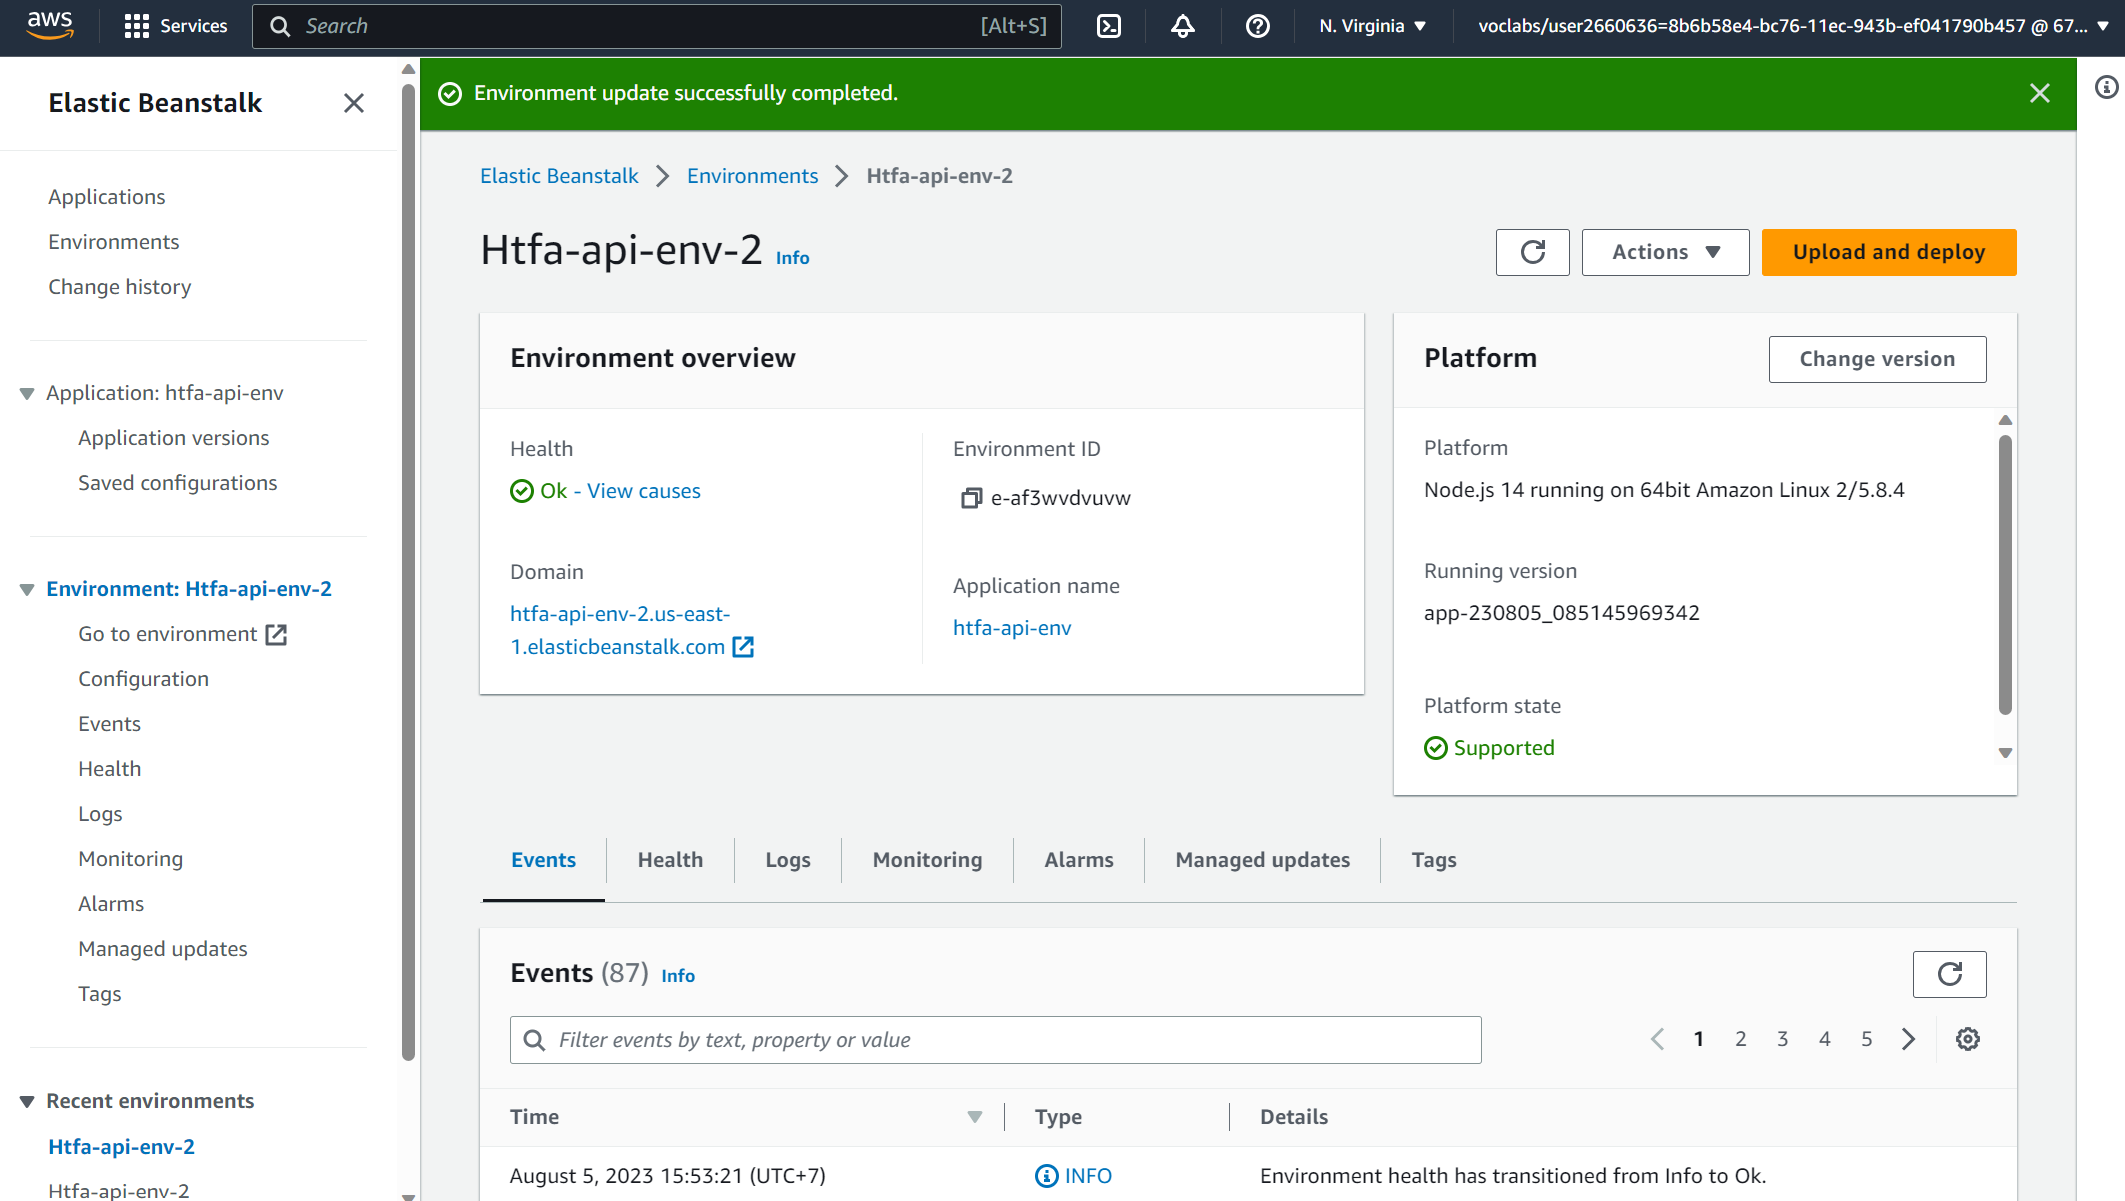 aws
Services
Search
[Alt+S]
N. Virginia
voclabs/user2660636=8b6b58e4-bc76-11ec-943b-ef041790b457 @ 67...
Elastic Beanstalk
Applications
Environments
Change history
Application: htfa-api-env
Application versions
Saved configurations
Environment: Htfa-api-env-2
Go to environment
Configuration
Events
Health
Logs
Monitoring
Alarms
Managed updates
Tags
Recent environments
Htfa-api-env-2
Htfa-api-env-2
Environment update successfully completed.
Elastic Beanstalk
Environments
Htfa-api-env-2
Htfa-api-env-2 Info
Actions
Upload and deploy
Environment overview
Health
Ok - View causes
Domain
htfa-api-env-2.us-east-
1.elasticbeanstalk.com
Environment ID
e-af3wvdvuvw
Application name
htfa-api-env
Platform
Change version
Platform
Node.js 14 running on 64bit Amazon Linux 2/5.8.4
Running version
app-230805_085145969342
Platform state
Supported
Events
Health
Logs
Monitoring
Alarms
Managed updates
Tags
Events (87) Info
Filter events by text, property or value
1 2 3 4 5
Time
Type
Details
August 5, 2023 15:53:21 (UTC+7)
INFO
Environment health has transitioned from Info to Ok.